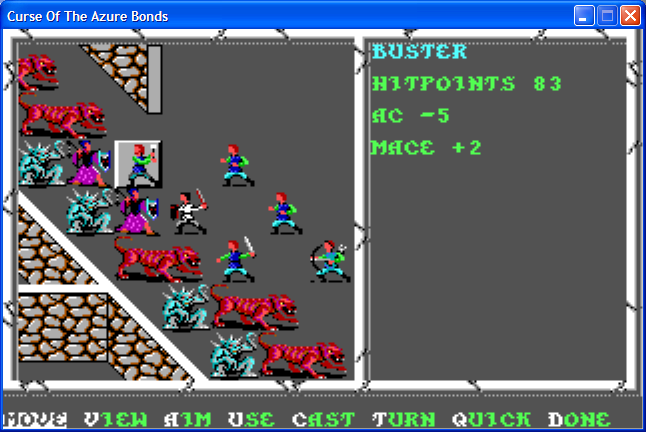 Curse Of The Azure Bonds
BUSTER
HITPOINTS 83
AC -5
MACE +2
MOVE VIEW AIM USE CAST TURN QUICK DONE